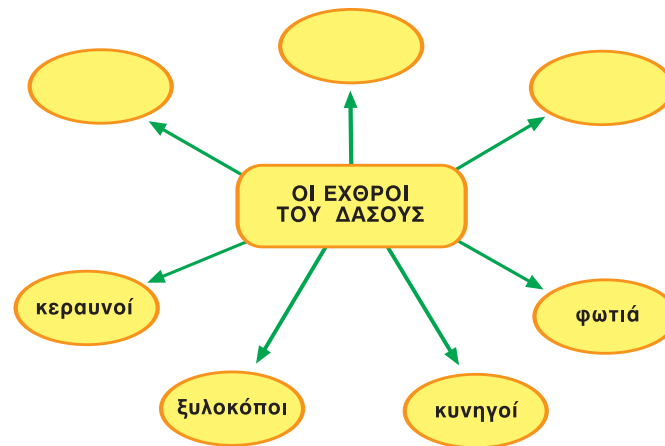 ΟΙ ΕΧΘΡΟΙ
ΤΟΥ ΔΑΣΟΥΣ
κεραυνοί
φωτιά
ξυλοκόποι
κυνηγοί